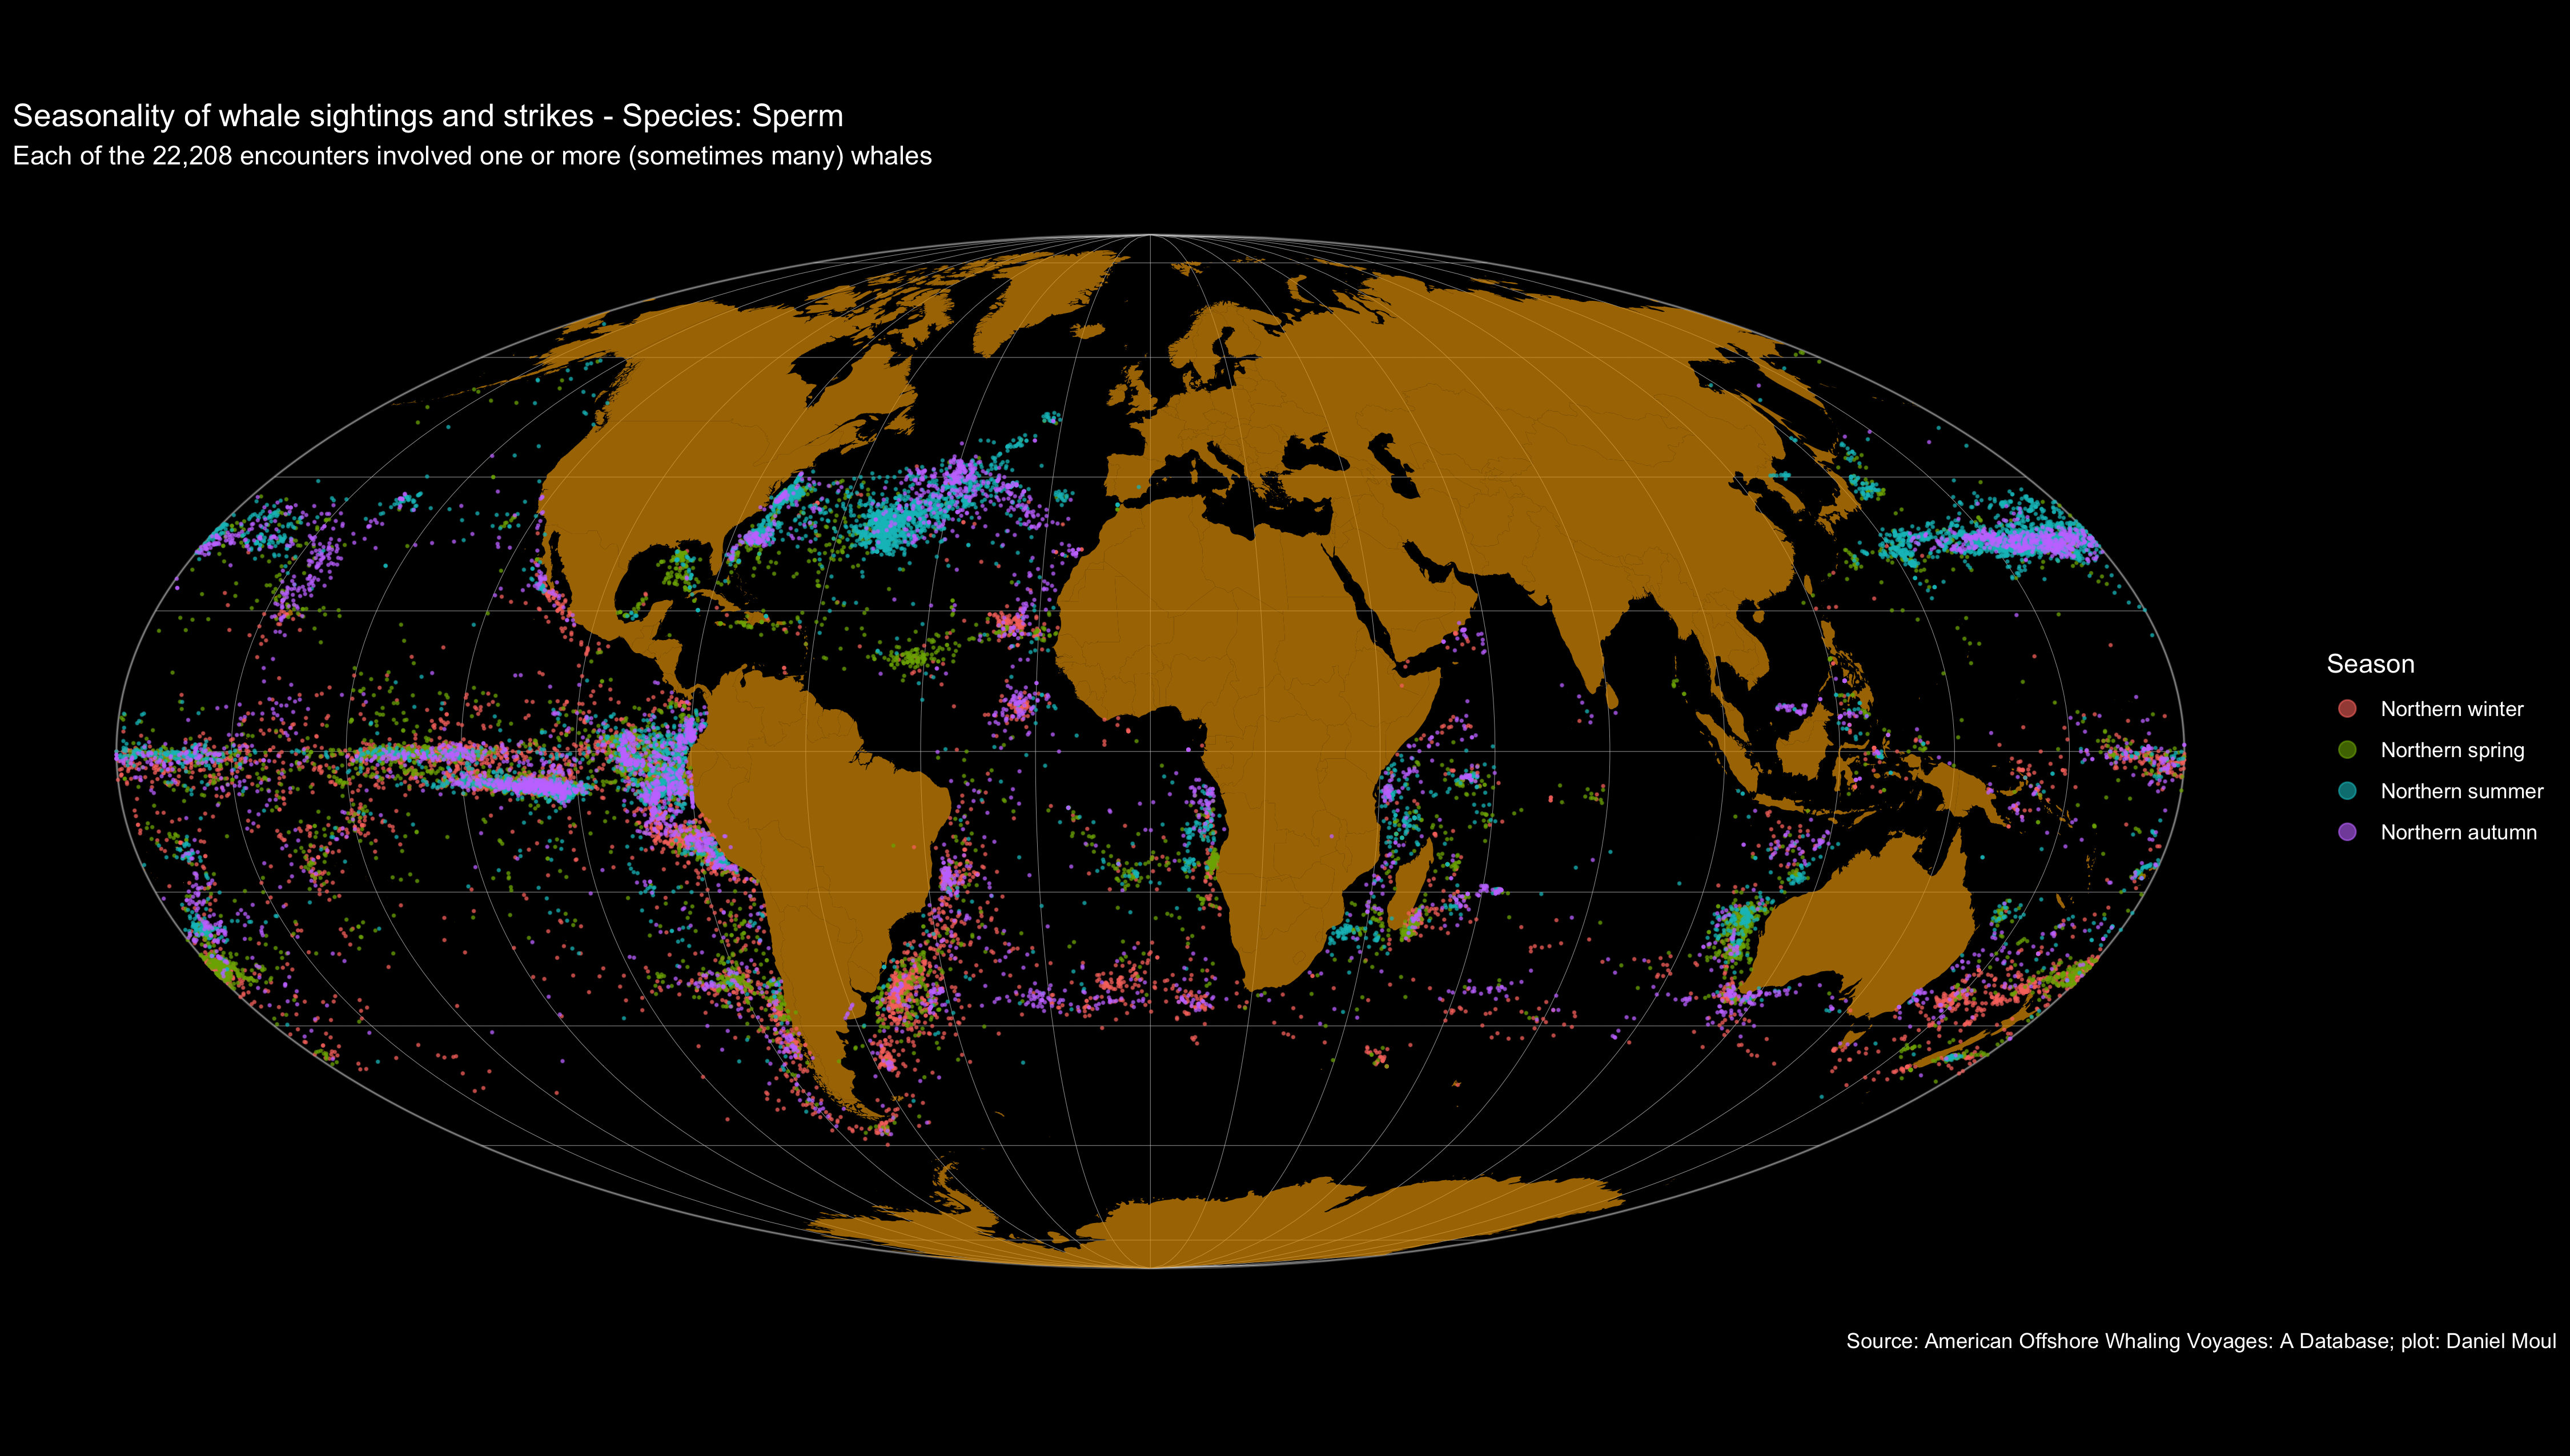 Seasonality of whale sightings and strikes - Species: Sperm
Each of the 22,208 encounters involved one or more (sometimes many) whales
Season
Northern winter
Northern spring
Northern summer
Northern autumn
Source: American Offshore Whaling Voyages: A Database; plot: Daniel Moul